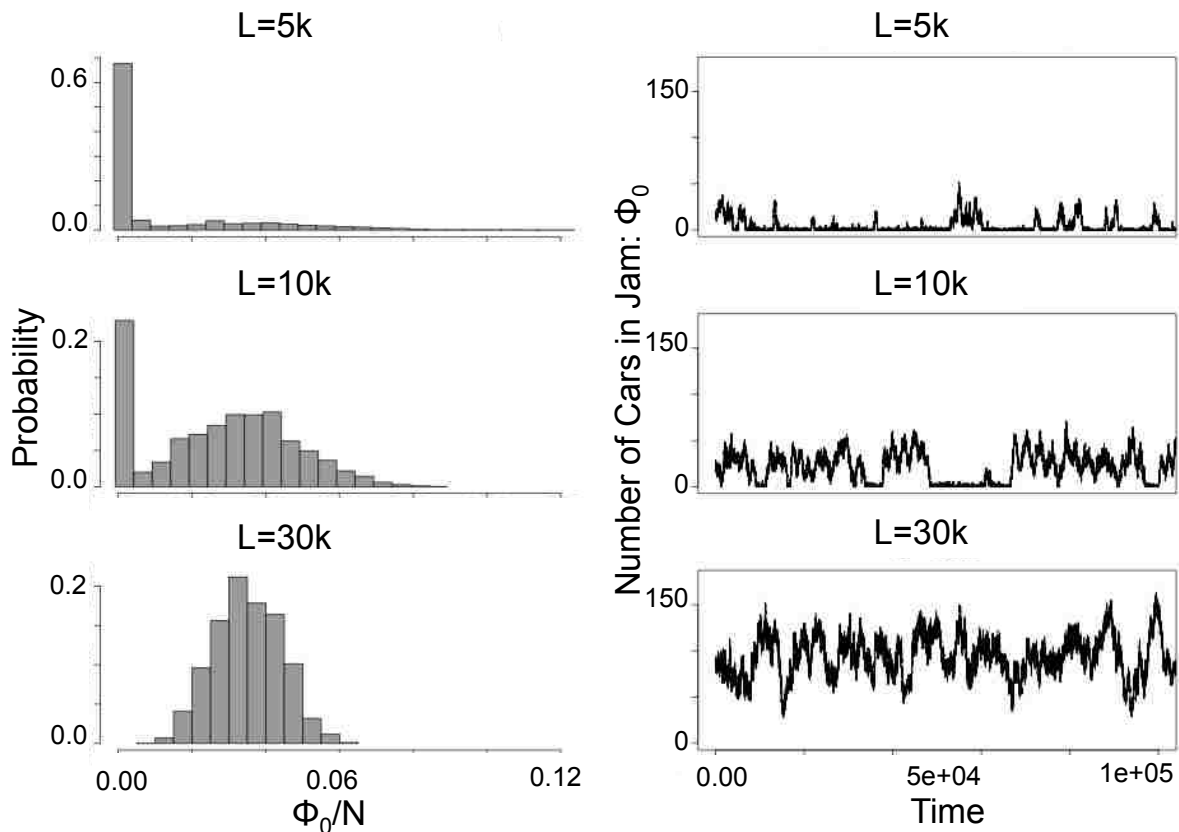 L=5k
0.6
0.0
L=10k
0.2
0.0
Probability
L=30k
0.2
0.0
0.00 0.06 0.12
Φ₀/N
L=5k
150
0
L=10k
150
0
Number of Cars in Jam: Φ₀
L=30k
150
0
0.00 5e+04 1e+05
Time